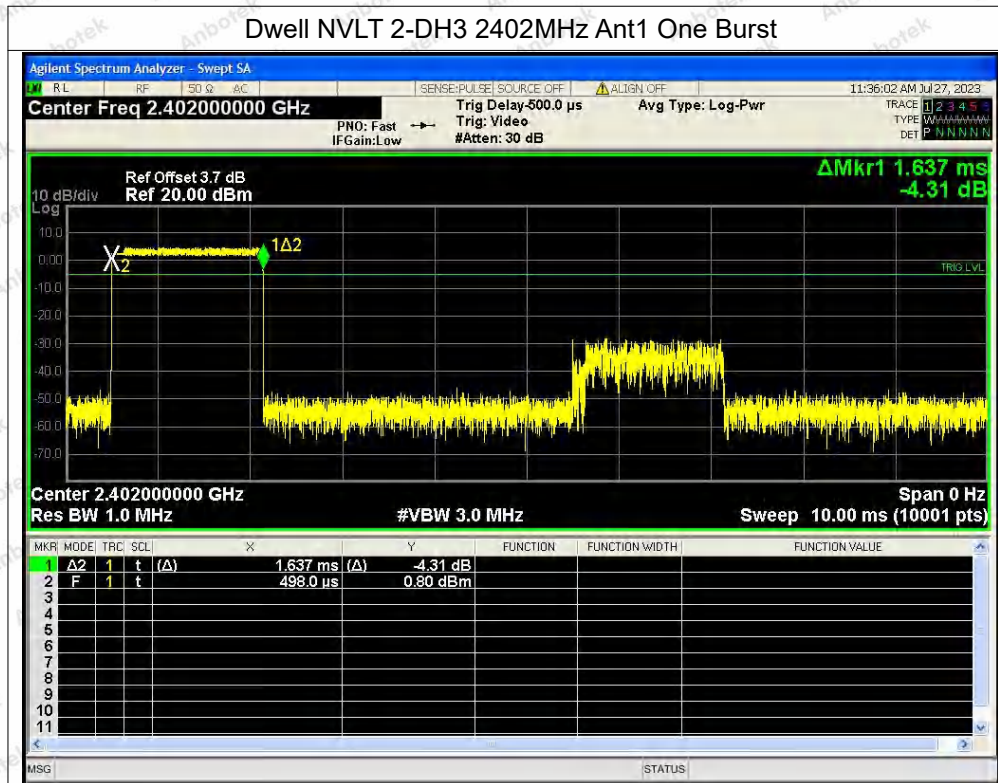 Dwell NVLT 2-DH3 2402MHz Ant1 One Burst
Agilent Spectrum Analyzer - Swept SA
RL RF 50 Ω AC SENSE:PULSE SOURCE OFF ALIGN OFF 11:36:02 AM Jul 27, 2023
Center Freq 2.402000000 GHz
PNO: Fast
IFGain:Low
Trig Delay-500.0 µs
Trig: Video
#Atten: 30 dB
Avg Type: Log-Pwr
TRACE 1 2 3 4 5 6
TYPE WWWWWW
DET P N N N N N
ΔMkr1 1.637 ms
-4.31 dB
Ref Offset 3.7 dB
10 dB/div Ref 20.00 dBm
Log
10.0
0.00
-10.0
-20.0
-30.0
-40.0
-50.0
-60.0
-70.0
X2
1Δ2
TRIG LVL
Center 2.402000000 GHz Span 0 Hz
Res BW 1.0 MHz #VBW 3.0 MHz Sweep 10.00 ms (10001 pts)
MKR MODE TRC SCL X Y FUNCTION FUNCTION WIDTH FUNCTION VALUE
1 Δ2 1 t (Δ) 1.637 ms (Δ) -4.31 dB
2 F 1 t 498.0 µs 0.80 dBm
3
4
5
6
7
8
9
10
11
MSG STATUS
Anbotek